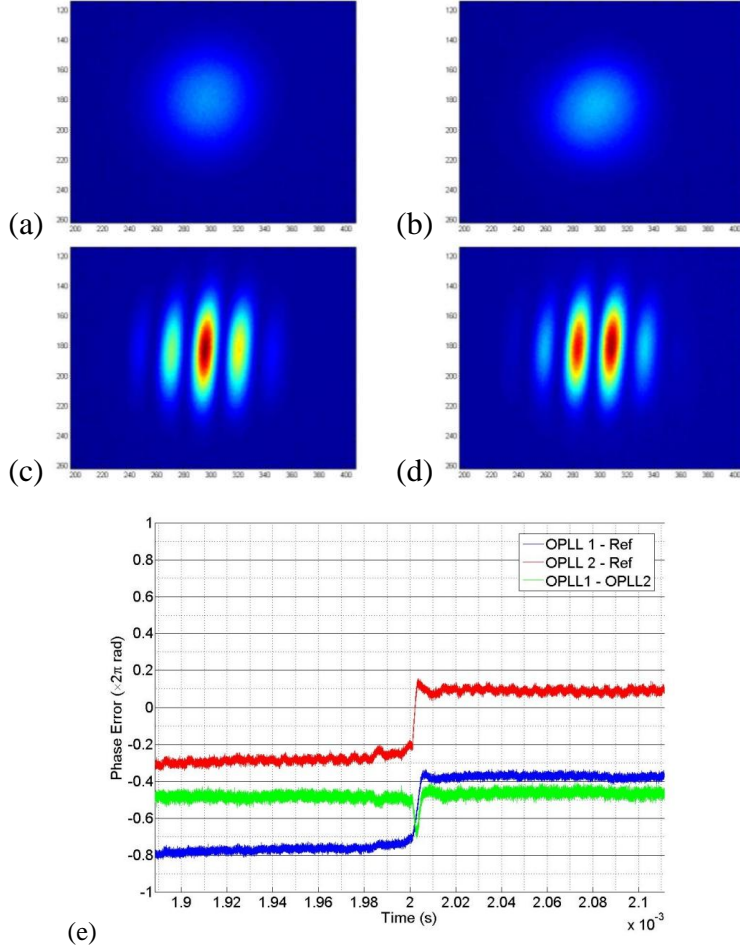 120
140
160
180
200
220
240
260
200 220 240 260 280 300 320 340 360 380 400
(a)
120
140
160
180
200
220
240
260
200 220 240 260 280 300 320 340 360 380 400
(b)
120
140
160
180
200
220
240
260
200 220 240 260 280 300 320 340 360 380 400
(c)
120
140
160
180
200
220
240
260
200 220 240 260 280 300 320 340 360 380 400
(d)
1
0.8
0.6
0.4
0.2
0
-0.2
-0.4
-0.6
-0.8
-1
Phase Error (×2π rad)
OPLL 1 - Ref
OPLL 2 - Ref
OPLL1 - OPLL2
1.9 1.92 1.94 1.96 1.98 2 2.02 2.04 2.06 2.08 2.1
Time (s)
x 10⁻³
(e)